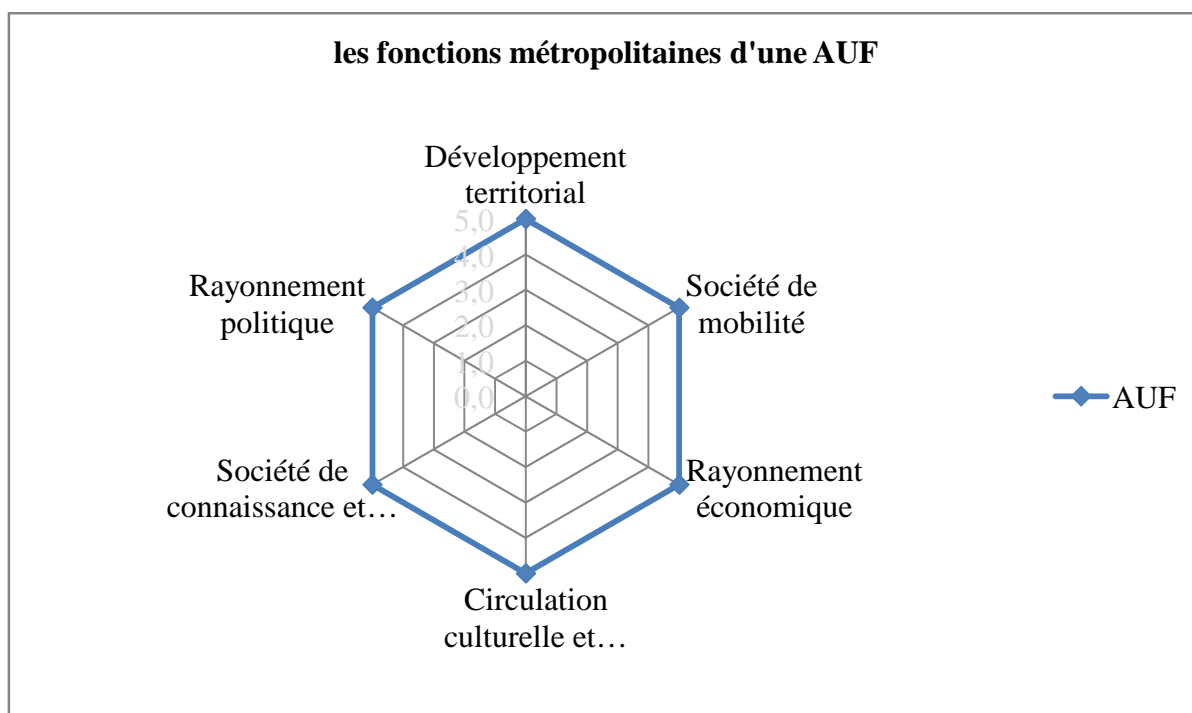 les fonctions métropolitaines d'une AUF
Développement
territorial
5,0
4,0
3,0
2,0
1,0
0,0
Société de
mobilité
Rayonnement
économique
Circulation
culturelle et…
Société de
connaissance et…
Rayonnement
politique
AUF